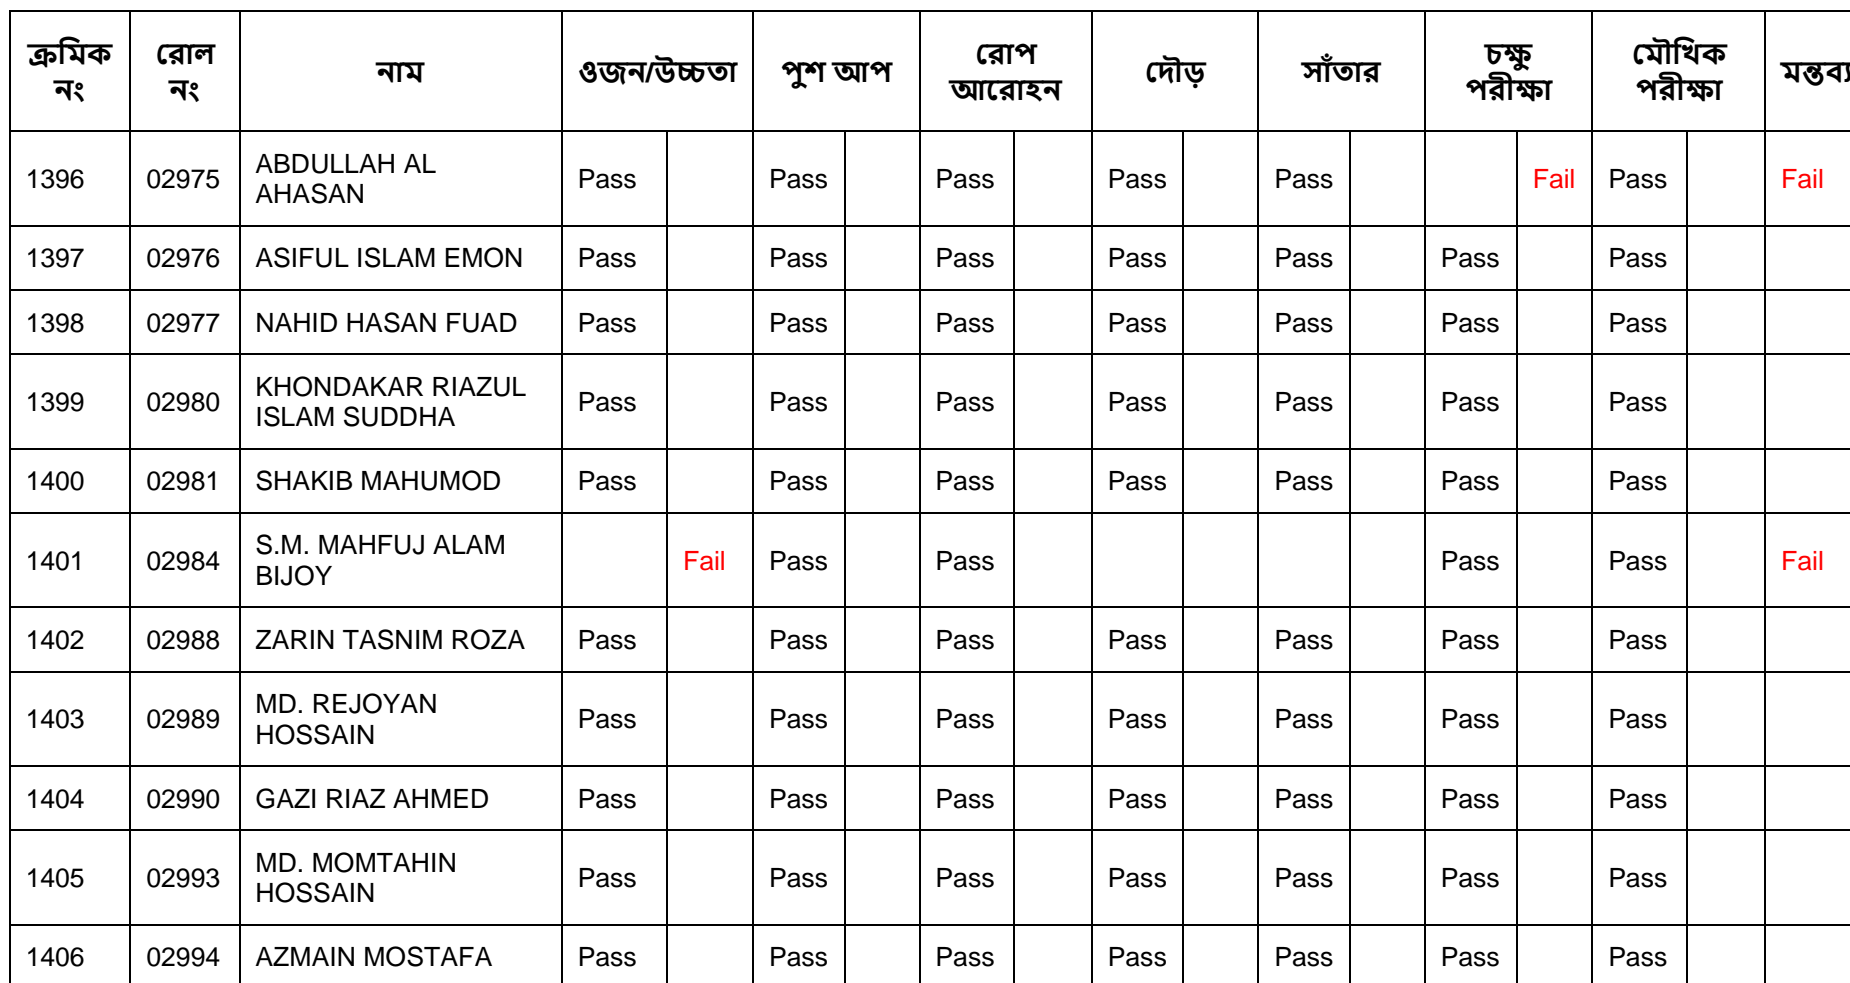 ক্রমিক নং রোল নং নাম ওজন/উচ্চতা পুশ আপ রোপ আরোহন দৌড় সাঁতার চক্ষু পরীক্ষা মৌখিক পরীক্ষা মন্তব্য
1396 02975 ABDULLAH AL AHASAN Pass Pass Pass Pass Pass Fail Pass Fail
1397 02976 ASIFUL ISLAM EMON Pass Pass Pass Pass Pass Pass Pass
1398 02977 NAHID HASAN FUAD Pass Pass Pass Pass Pass Pass Pass
1399 02980 KHONDAKAR RIAZUL ISLAM SUDDHA Pass Pass Pass Pass Pass Pass Pass
1400 02981 SHAKIB MAHUMOD Pass Pass Pass Pass Pass Pass Pass
1401 02984 S.M. MAHFUJ ALAM BIJOY Fail Pass Pass Pass Pass Fail
1402 02988 ZARIN TASNIM ROZA Pass Pass Pass Pass Pass Pass Pass
1403 02989 MD. REJOYAN HOSSAIN Pass Pass Pass Pass Pass Pass Pass
1404 02990 GAZI RIAZ AHMED Pass Pass Pass Pass Pass Pass Pass
1405 02993 MD. MOMTAHIN HOSSAIN Pass Pass Pass Pass Pass Pass Pass
1406 02994 AZMAIN MOSTAFA Pass Pass Pass Pass Pass Pass Pass